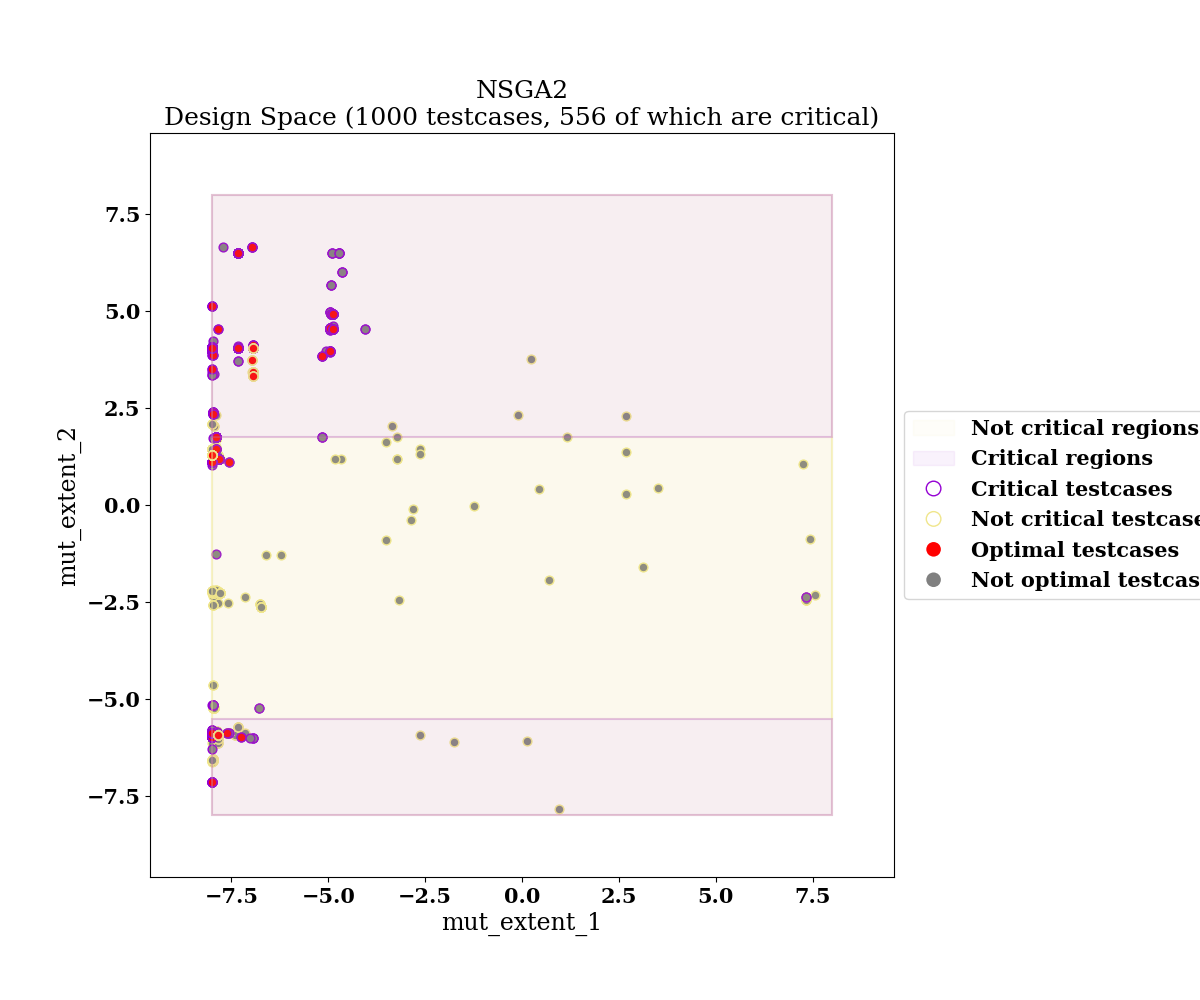 NSGA2
Design Space (1000 testcases, 556 of which are critical)
7.5
5.0
2.5
0.0
−2.5
−5.0
−7.5
mut_extent_2
−7.5 −5.0 −2.5 0.0 2.5 5.0 7.5
mut_extent_1
Not critical regions
Critical regions
Critical testcases
Not critical testcase
Optimal testcases
Not optimal testcas